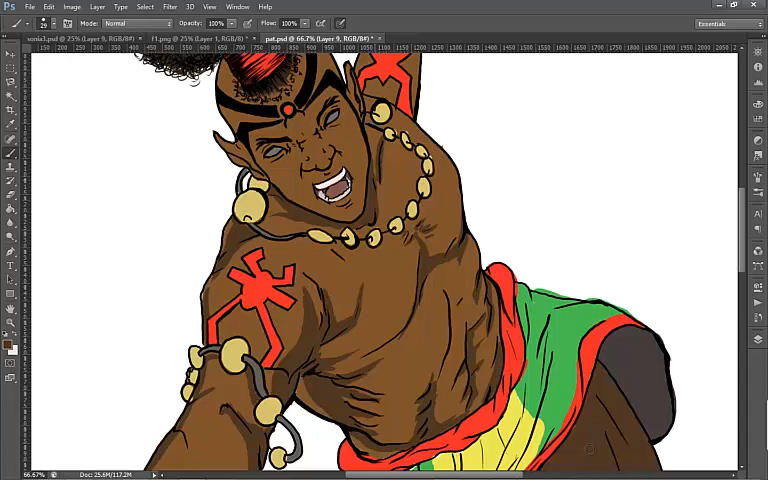 Ps File Edit Image Layer Type Select Filter 3D View Window Help
29 Mode: Normal Opacity: 100% Flow: 100% Essentials
sonia3.psd @ 25% (Layer 9, RGB/8#) × F1.png @ 25% (Layer 1, RGB/8) * × pat.psd @ 66.7% (Layer 9, RGB/8#) * ×
66.67% Doc: 25.6M/117.2M